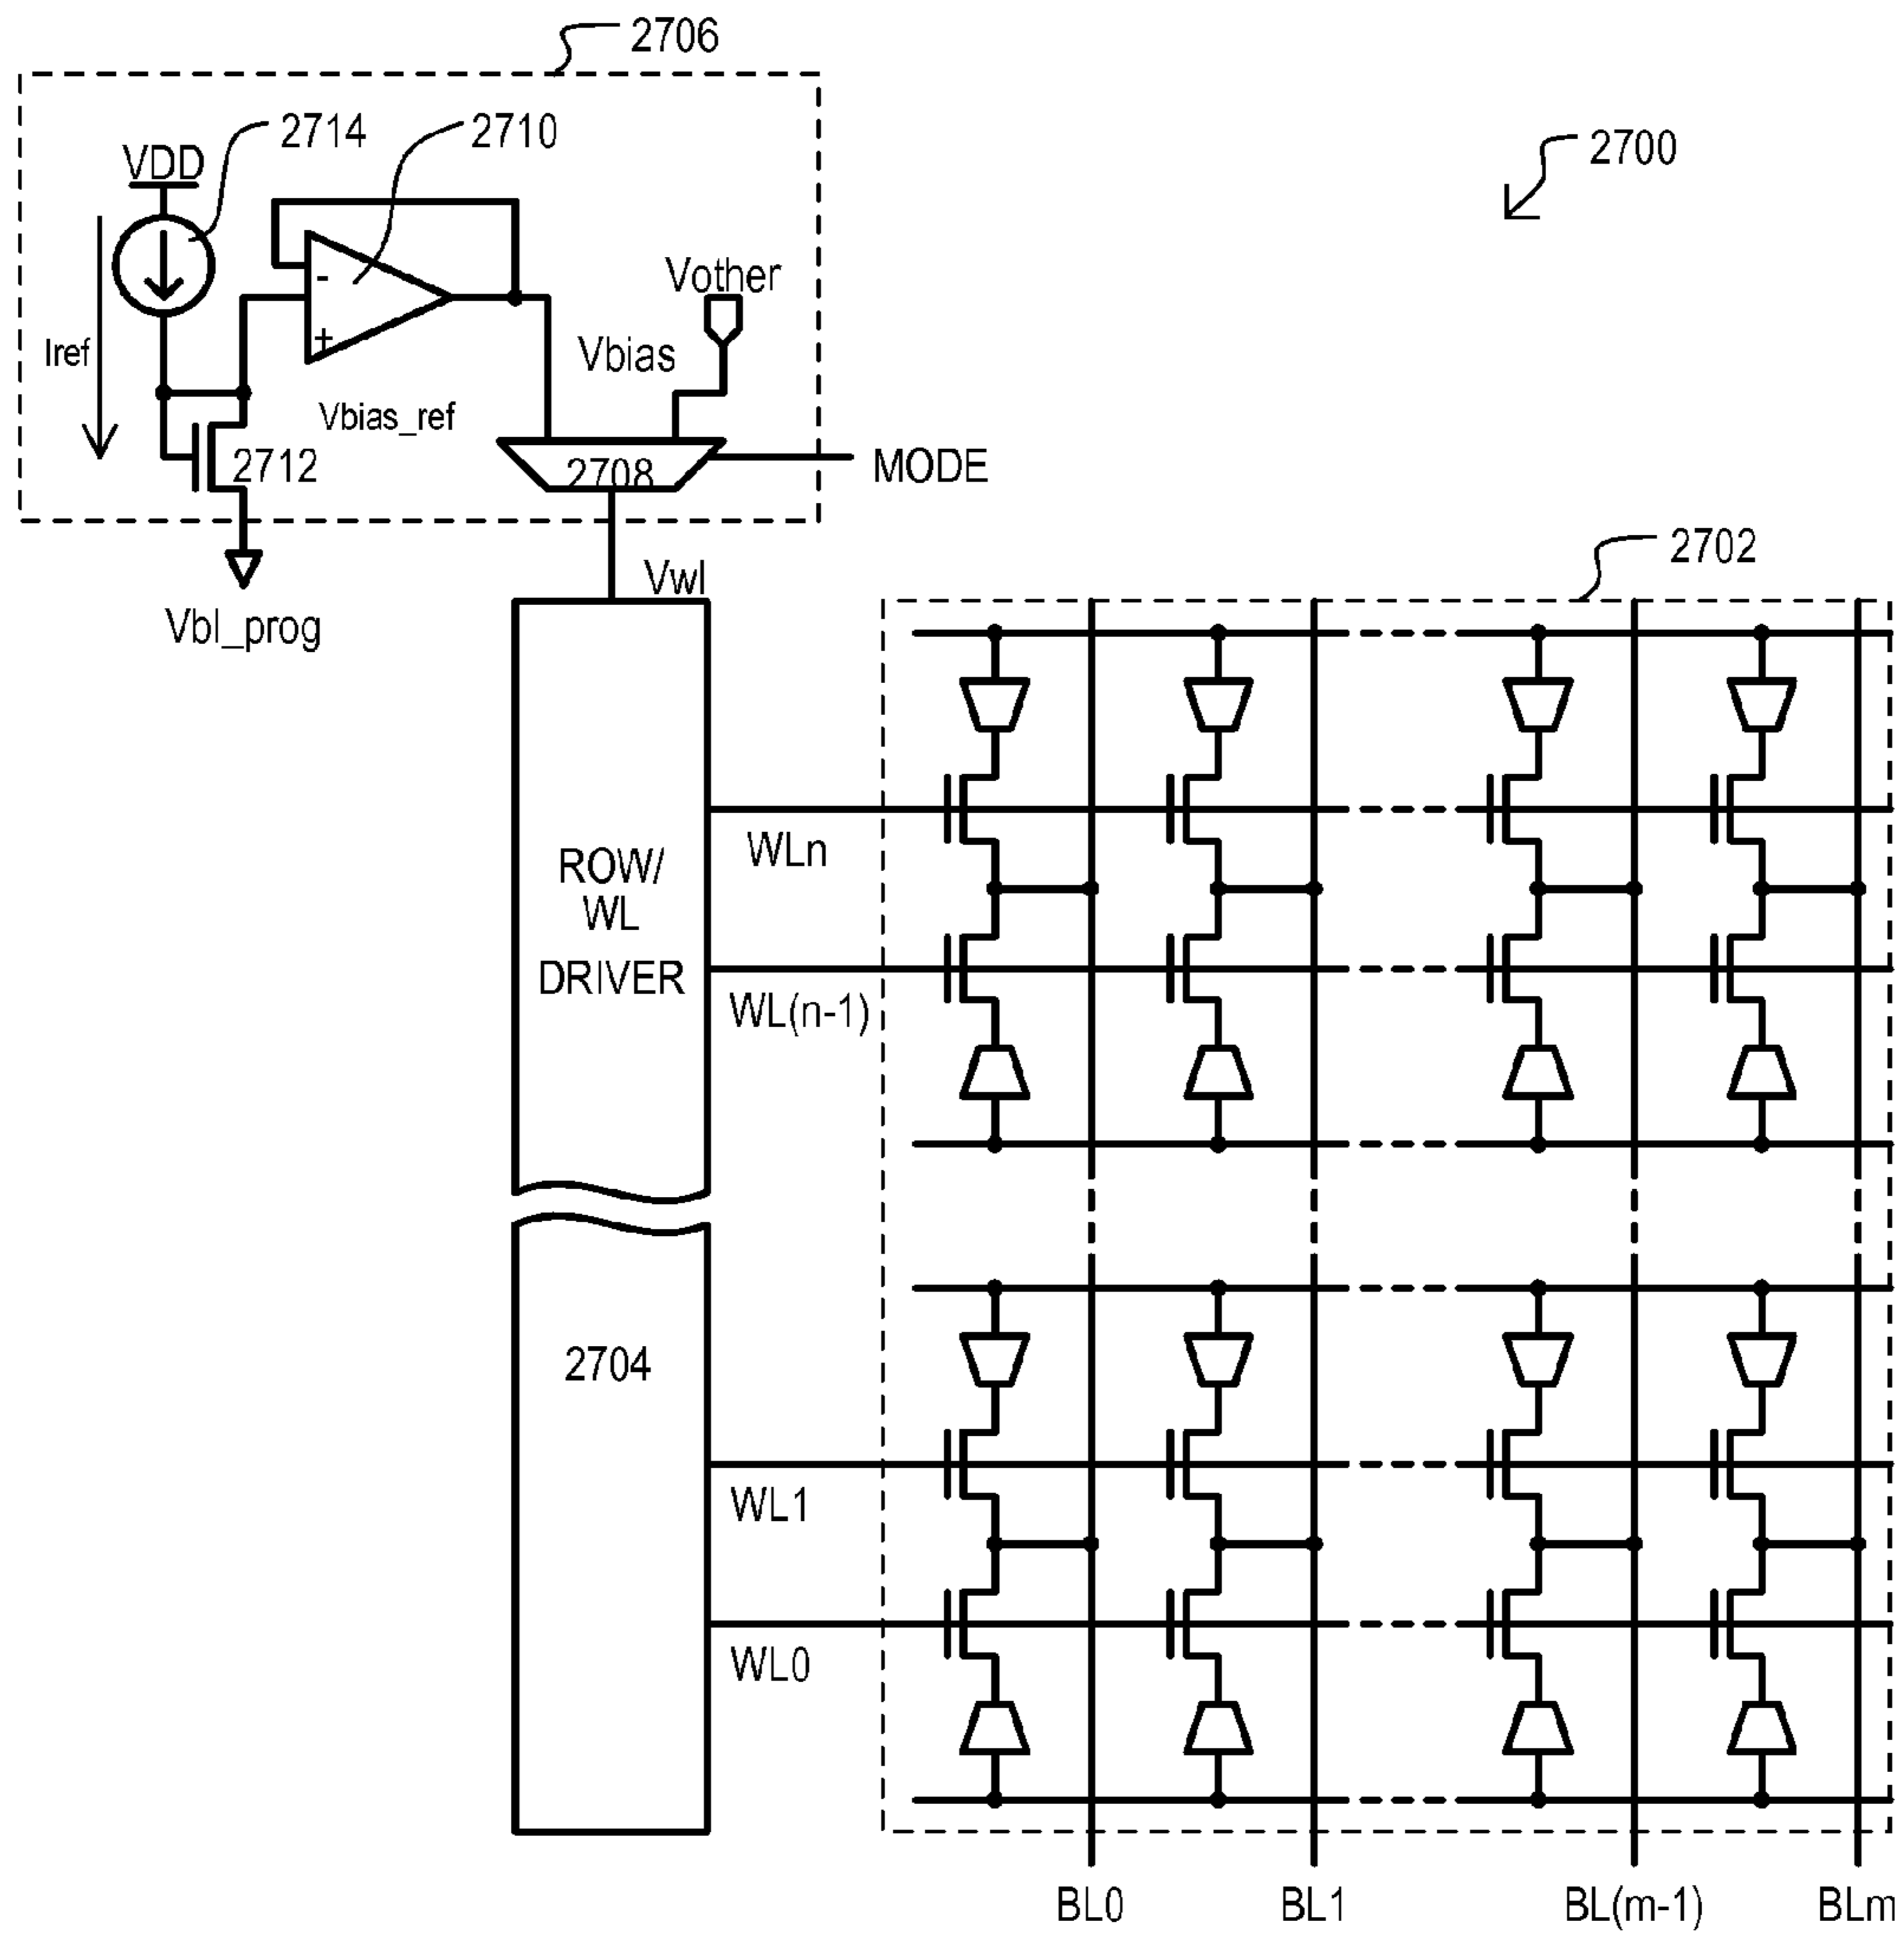 2706
2714
2710
VDD
2700
-
Vother
+
Iref
Vbias
Vbias_ref
2712
2708
MODE
2702
Vwl
Vbl_prog
WLn
ROW/
WL
DRIVER
WL(n-1)
2704
WL1
WL0
BL0
BL1
BL(m-1)
BLm